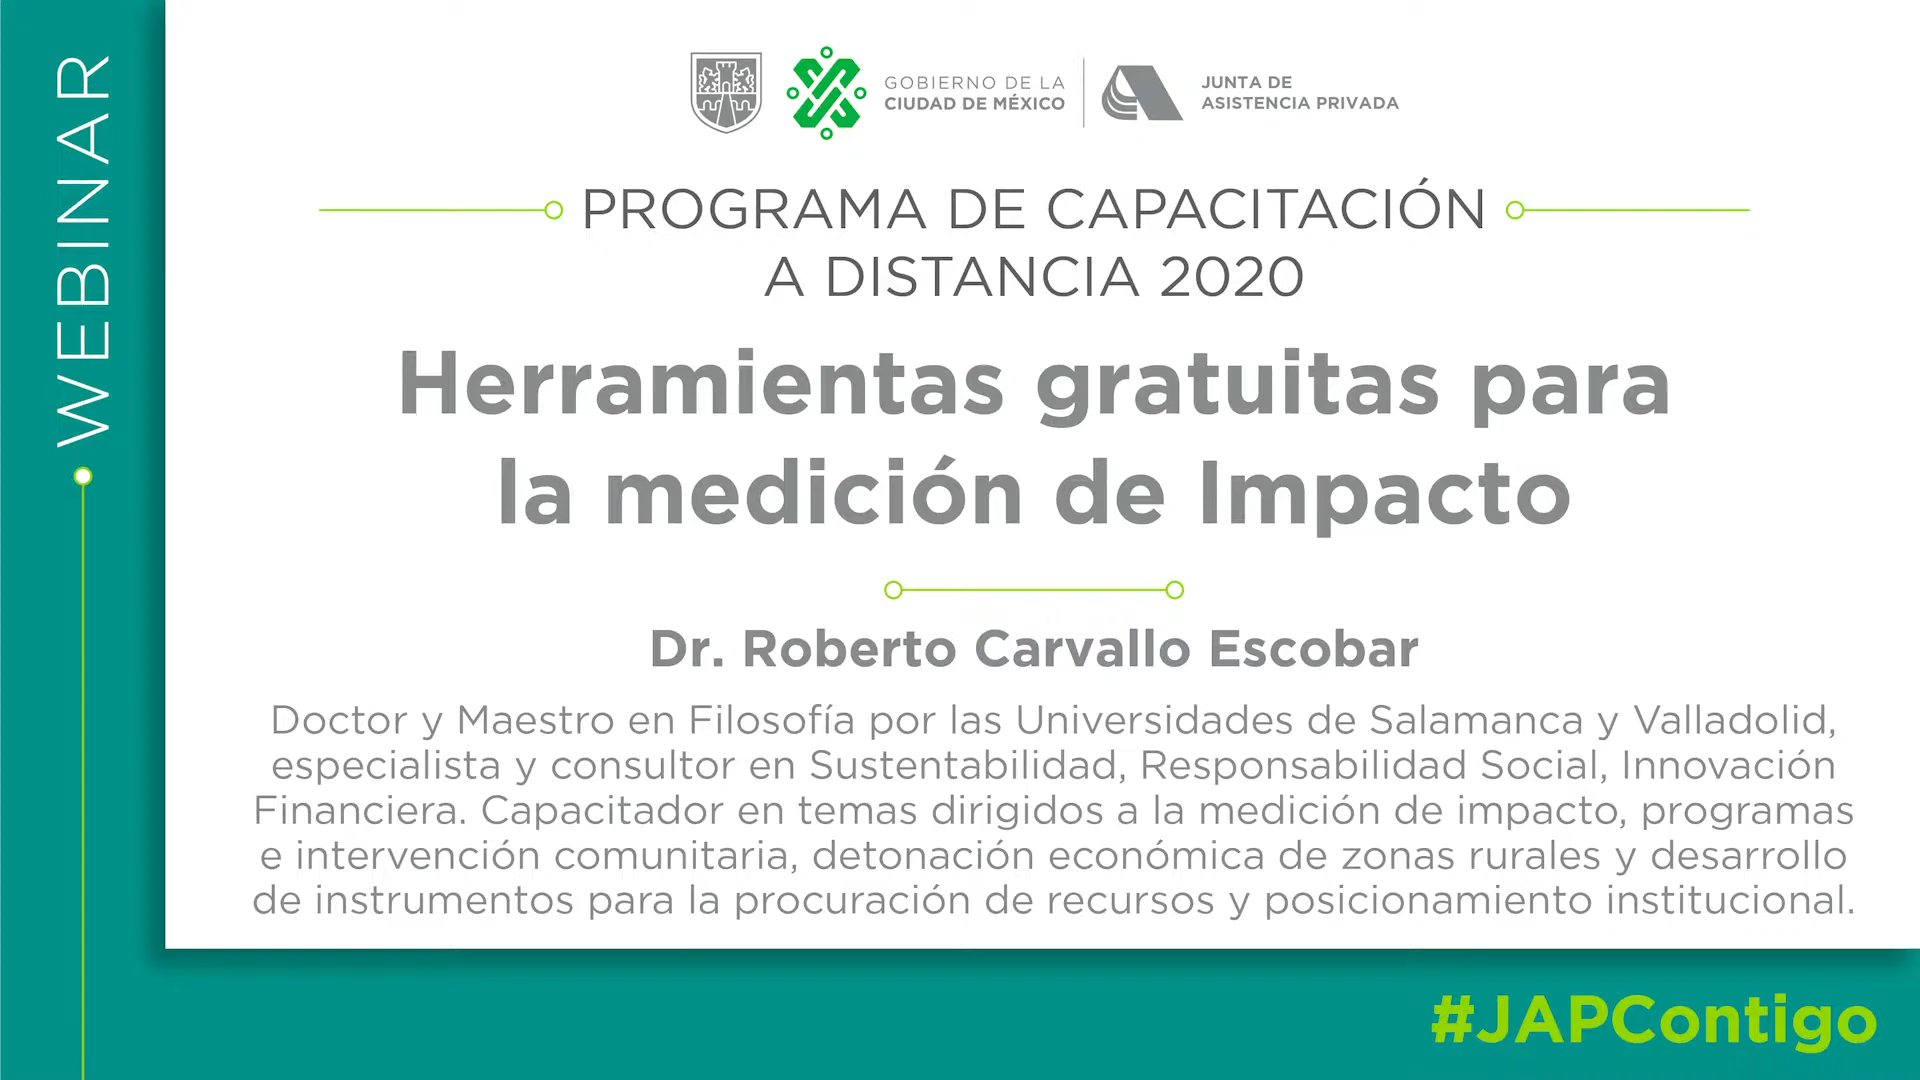 WEBINAR
GOBIERNO DE LA
CIUDAD DE MÉXICO
JUNTA DE
ASISTENCIA PRIVADA
PROGRAMA DE CAPACITACIÓN
A DISTANCIA 2020
Herramientas gratuitas para
la medición de Impacto
Dr. Roberto Carvallo Escobar
Doctor y Maestro en Filosofía por las Universidades de Salamanca y Valladolid,
especialista y consultor en Sustentabilidad, Responsabilidad Social, Innovación
Financiera. Capacitador en temas dirigidos a la medición de impacto, programas
e intervención comunitaria, detonación económica de zonas rurales y desarrollo
de instrumentos para la procuración de recursos y posicionamiento institucional.
#JAPContigo